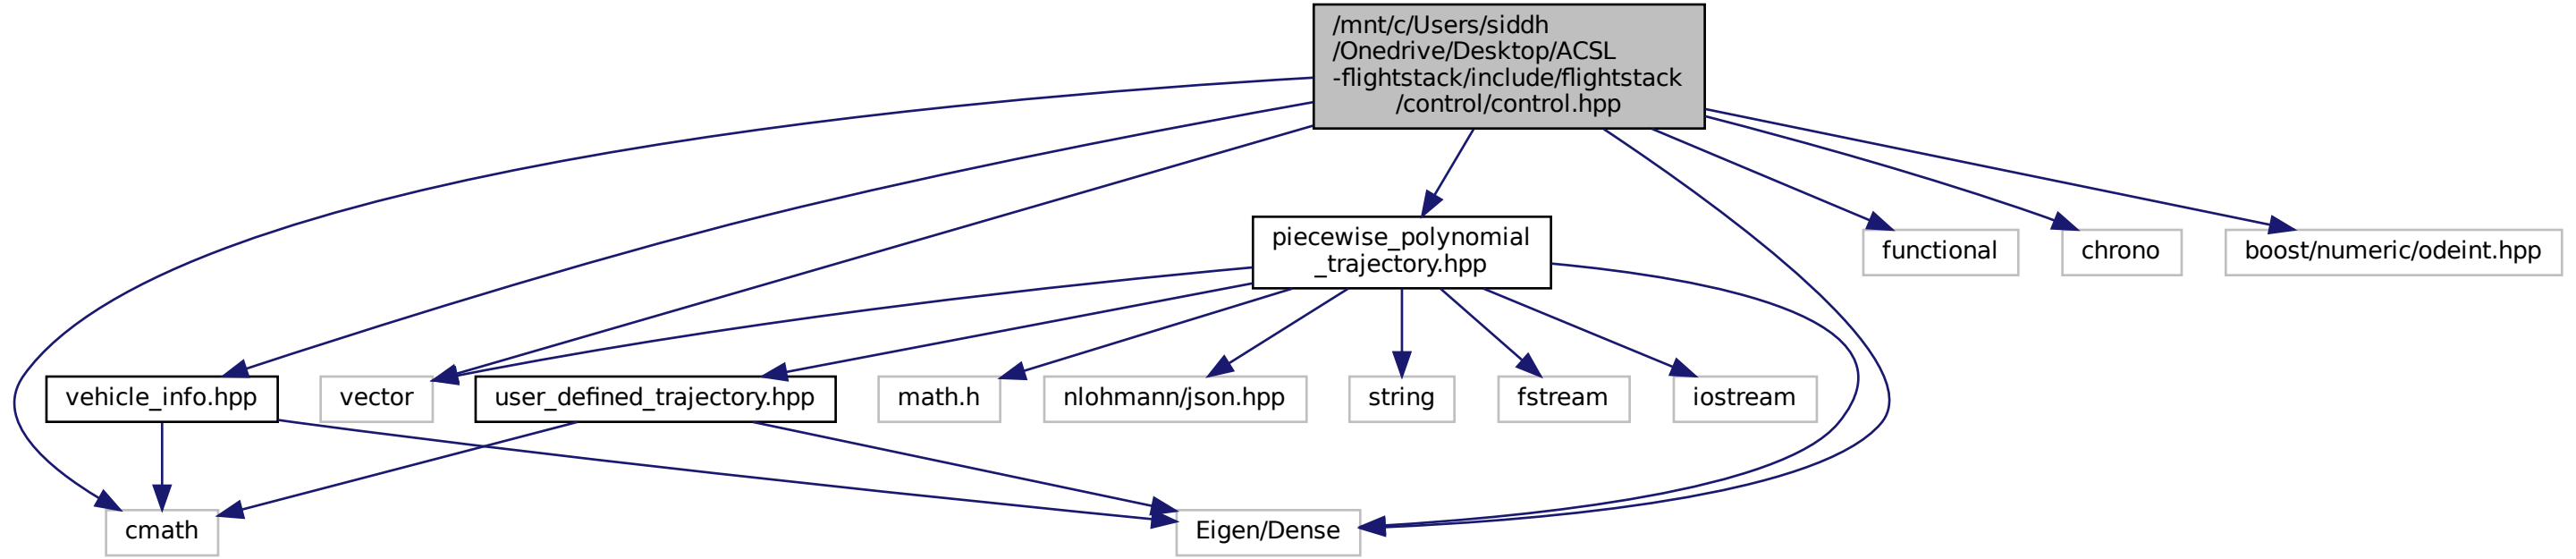 /mnt/c/Users/siddh
/Onedrive/Desktop/ACSL
-flightstack/include/flightstack
/control/control.hpp
piecewise_polynomial
_trajectory.hpp
functional
chrono
boost/numeric/odeint.hpp
vehicle_info.hpp
vector
user_defined_trajectory.hpp
math.h
nlohmann/json.hpp
string
fstream
iostream
cmath
Eigen/Dense